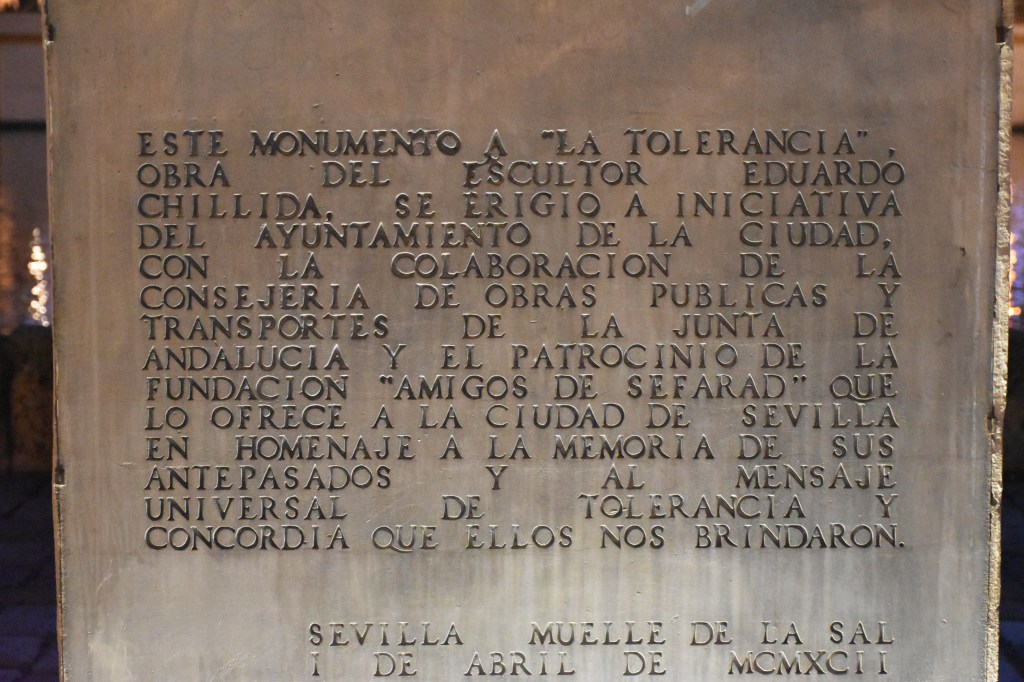 ESTE MONUMENTO A "LA TOLERANCIA",
OBRA DEL ESCULTOR EDUARDO
CHILLIDA, SE ERIGIO A INICIATIVA
DEL AYUNTAMIENTO DE LA CIUDAD,
CON LA COLABORACION DE LA
CONSEJERIA DE OBRAS PUBLICAS Y
TRANSPORTES DE LA JUNTA DE
ANDALUCIA Y EL PATROCINIO DE LA
FUNDACION "AMIGOS DE SEFARAD" QUE
LO OFRECE A LA CIUDAD DE SEVILLA
EN HOMENAJE A LA MEMORIA DE SUS
ANTEPASADOS Y AL MENSAJE
UNIVERSAL DE TOLERANCIA Y
CONCORDIA QUE ELLOS NOS BRINDARON.
SEVILLA MUELLE DE LA SAL
I DE ABRIL DE MCMXCII